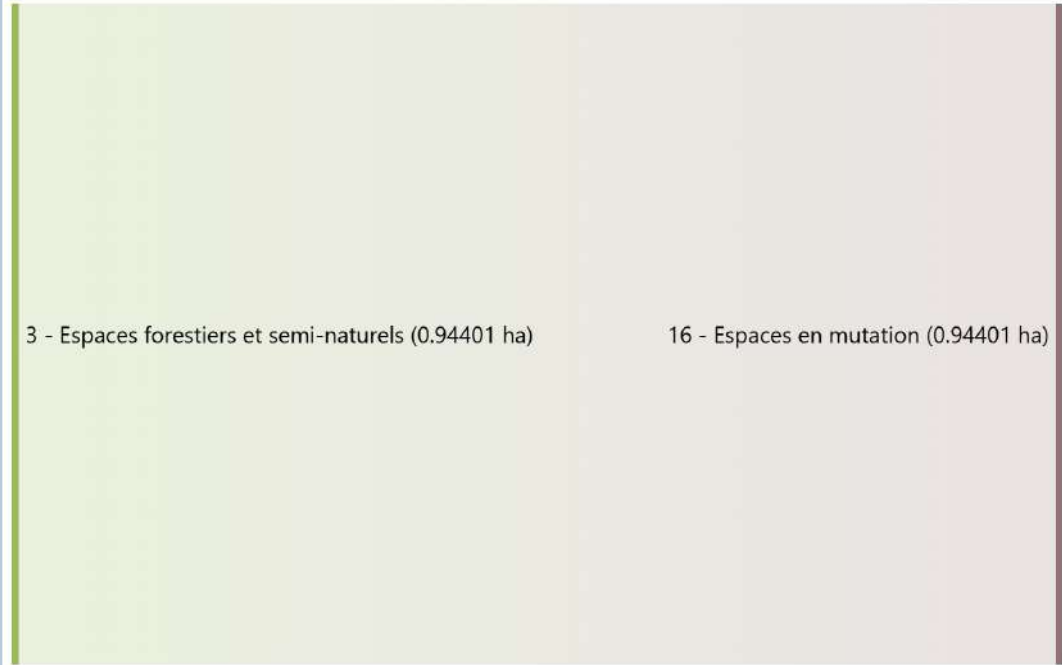 3 - Espaces forestiers et semi-naturels (0.94401 ha) 16 - Espaces en mutation (0.94401 ha)